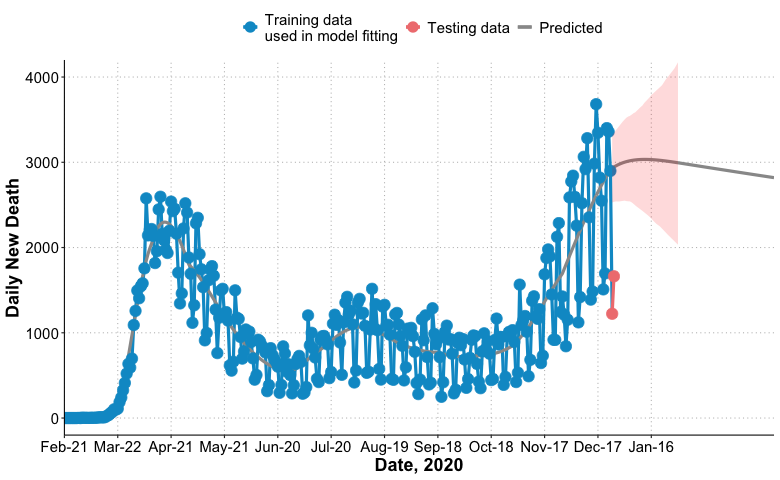 Training data
used in model fitting
Testing data
Predicted
Daily New Death
4000
3000
2000
1000
0
Feb-21 Mar-22 Apr-21 May-21 Jun-20 Jul-20 Aug-19 Sep-18 Oct-18 Nov-17 Dec-17 Jan-16
Date, 2020